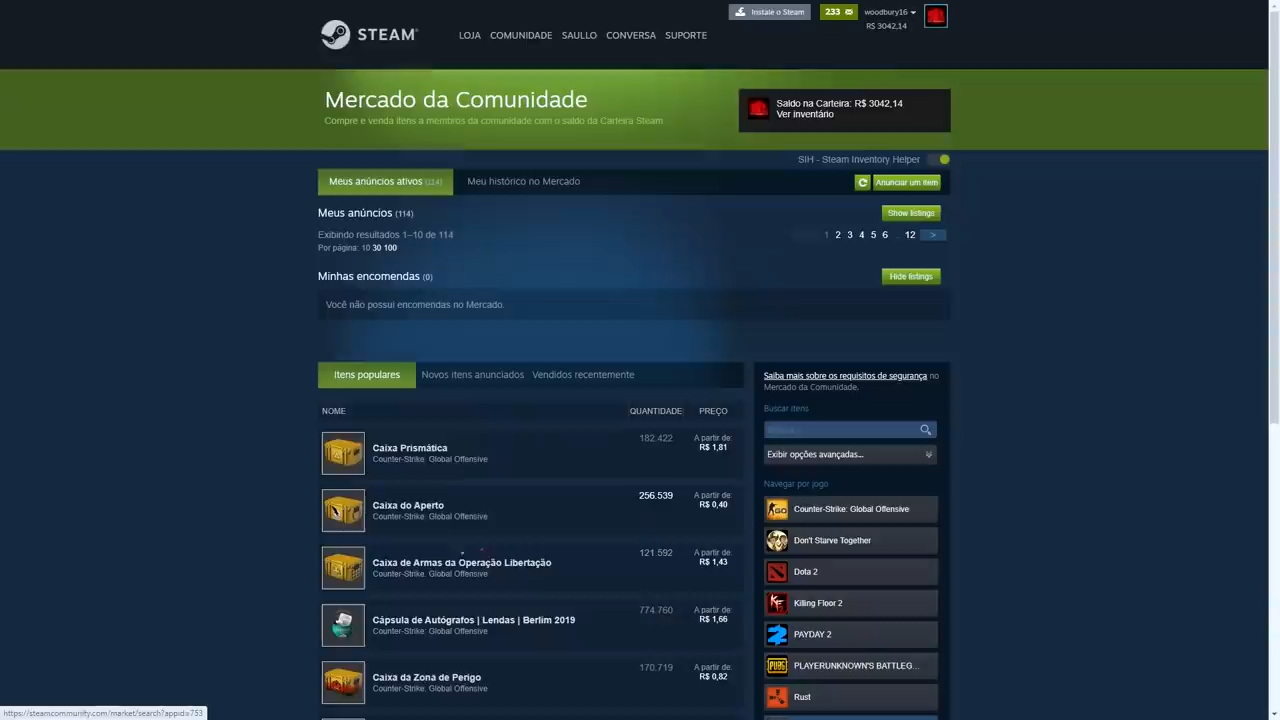 Instale o Steam
233
woodbury16
R$ 3042,14
STEAM
LOJA COMUNIDADE SAULLO CONVERSA SUPORTE
Mercado da Comunidade
Compre e venda itens a membros da comunidade com o saldo da Carteira Steam
Saldo na Carteira: R$ 3042,14
Ver inventário
SIH - Steam Inventory Helper
Meus anúncios ativos (114)
Meu histórico no Mercado
Anunciar um item
Meus anúncios (114)
Show listings
Exibindo resultados 1–10 de 114
1 2 3 4 5 6 ... 12 >
Por página: 10 30 100
Minhas encomendas (0)
Hide listings
Você não possui encomendas no Mercado.
Itens populares
Novos itens anunciados
Vendidos recentemente
NOME
QUANTIDADE
PREÇO
Caixa Prismática
Counter-Strike: Global Offensive
182.422
A partir de:
R$ 1,81
Caixa do Aperto
Counter-Strike: Global Offensive
256.539
A partir de:
R$ 0,40
Caixa de Armas da Operação Libertação
Counter-Strike: Global Offensive
121.592
A partir de:
R$ 1,43
Cápsula de Autógrafos | Lendas | Berlim 2019
Counter-Strike: Global Offensive
774.760
A partir de:
R$ 1,66
Caixa da Zona de Perigo
Counter-Strike: Global Offensive
170.719
A partir de:
R$ 0,82
Saiba mais sobre os requisitos de segurança no
Mercado da Comunidade.
Buscar itens
Exibir opções avançadas...
Navegar por jogo
Counter-Strike: Global Offensive
Don't Starve Together
Dota 2
Killing Floor 2
PAYDAY 2
PLAYERUNKNOWN'S BATTLEG...
Rust
https://steamcommunity.com/market/search?appid=753